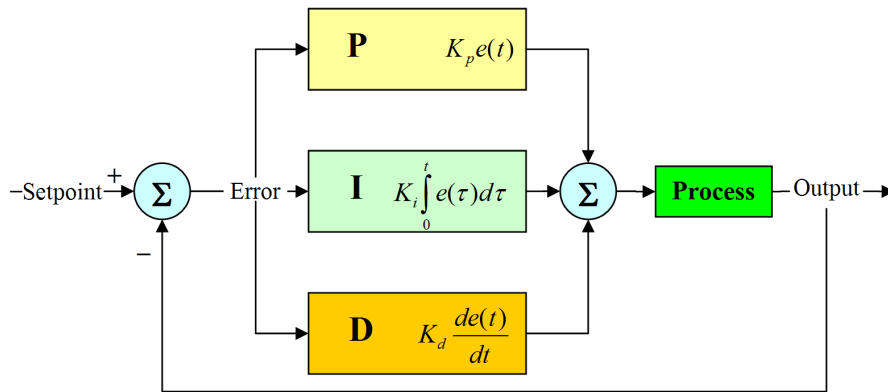 P K_p e(t)
–Setpoint + Σ Error I K_i ∫_0^t e(τ)dτ Σ Process Output
–
D K_d de(t)/dt